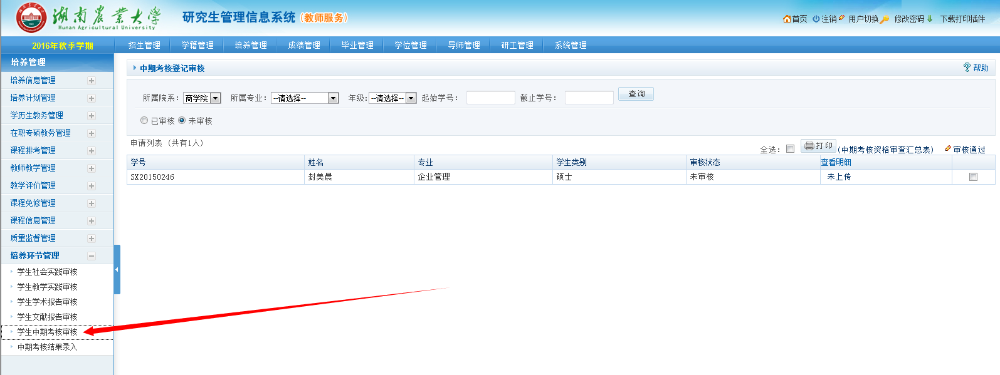 湖南农业大学
Hunan Agricultural University
研究生管理信息系统（教师服务）
首页 注销 用户切换 修改密码 下载打印插件
2016年秋季学期 招生管理 学籍管理 培养管理 成绩管理 毕业管理 学位管理 导师管理 研工管理 系统管理
培养管理
培养信息管理
培养计划管理
学历生教务管理
在职专硕教务管理
课程排考管理
教师教学管理
教学评价管理
课程免修管理
课程信息管理
质量监督管理
培养环节管理
学生社会实践审核
学生教学实践审核
学生学术报告审核
学生文献报告审核
学生中期考核审核
中期考核结果录入
中期考核登记审核 帮助
所属院系： 商学院 所属专业： --请选择-- 年级： --请选择-- 起始学号： 截止学号： 查询
已审核 未审核
申请列表（共有1人）
全选： 打印 (中期考核资格审查汇总表) 审核通过
学号 姓名 专业 学生类别 审核状态 查看明细
SX20150246 封美晨 企业管理 硕士 未审核 未上传